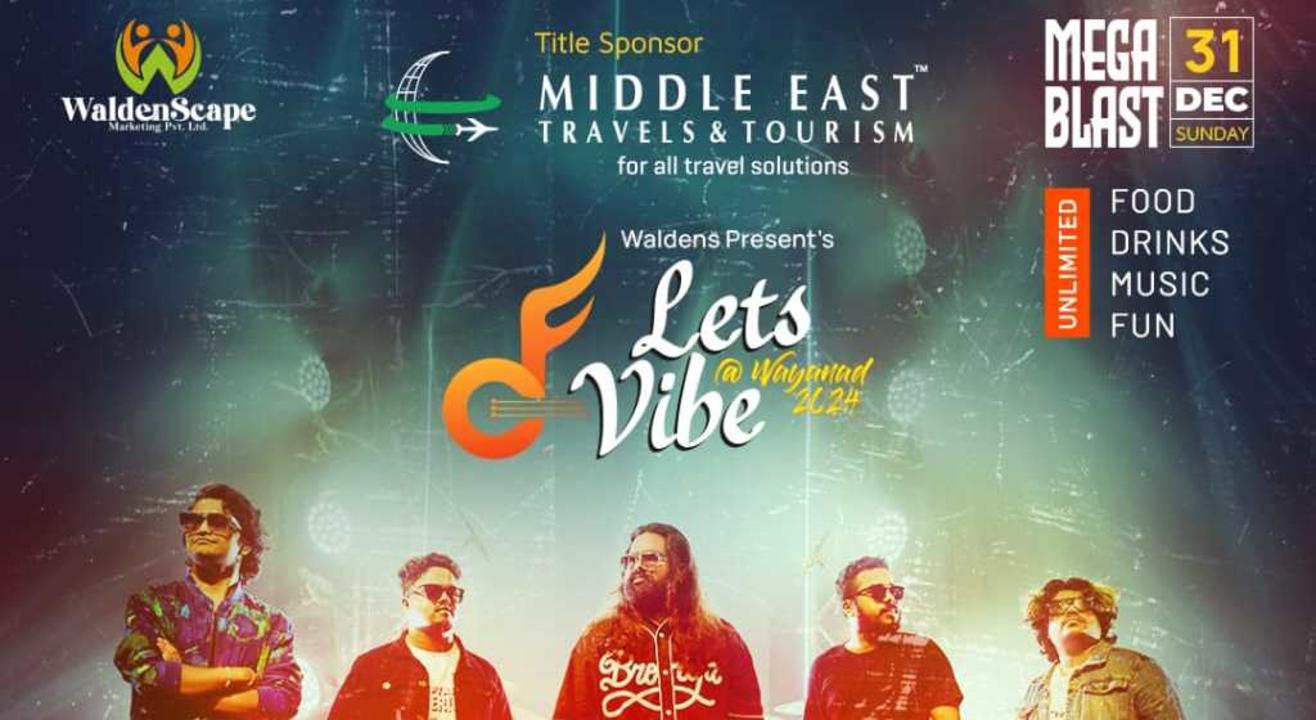 WaldenScape
Marketing Pvt. Ltd.
Title Sponsor
MIDDLE EAST™
TRAVELS & TOURISM
for all travel solutions
MEGA
BLAST
31
DEC
SUNDAY
UNLIMITED
FOOD
DRINKS
MUSIC
FUN
Waldens Present's
Lets
Vibe
@ Wayanad
2024